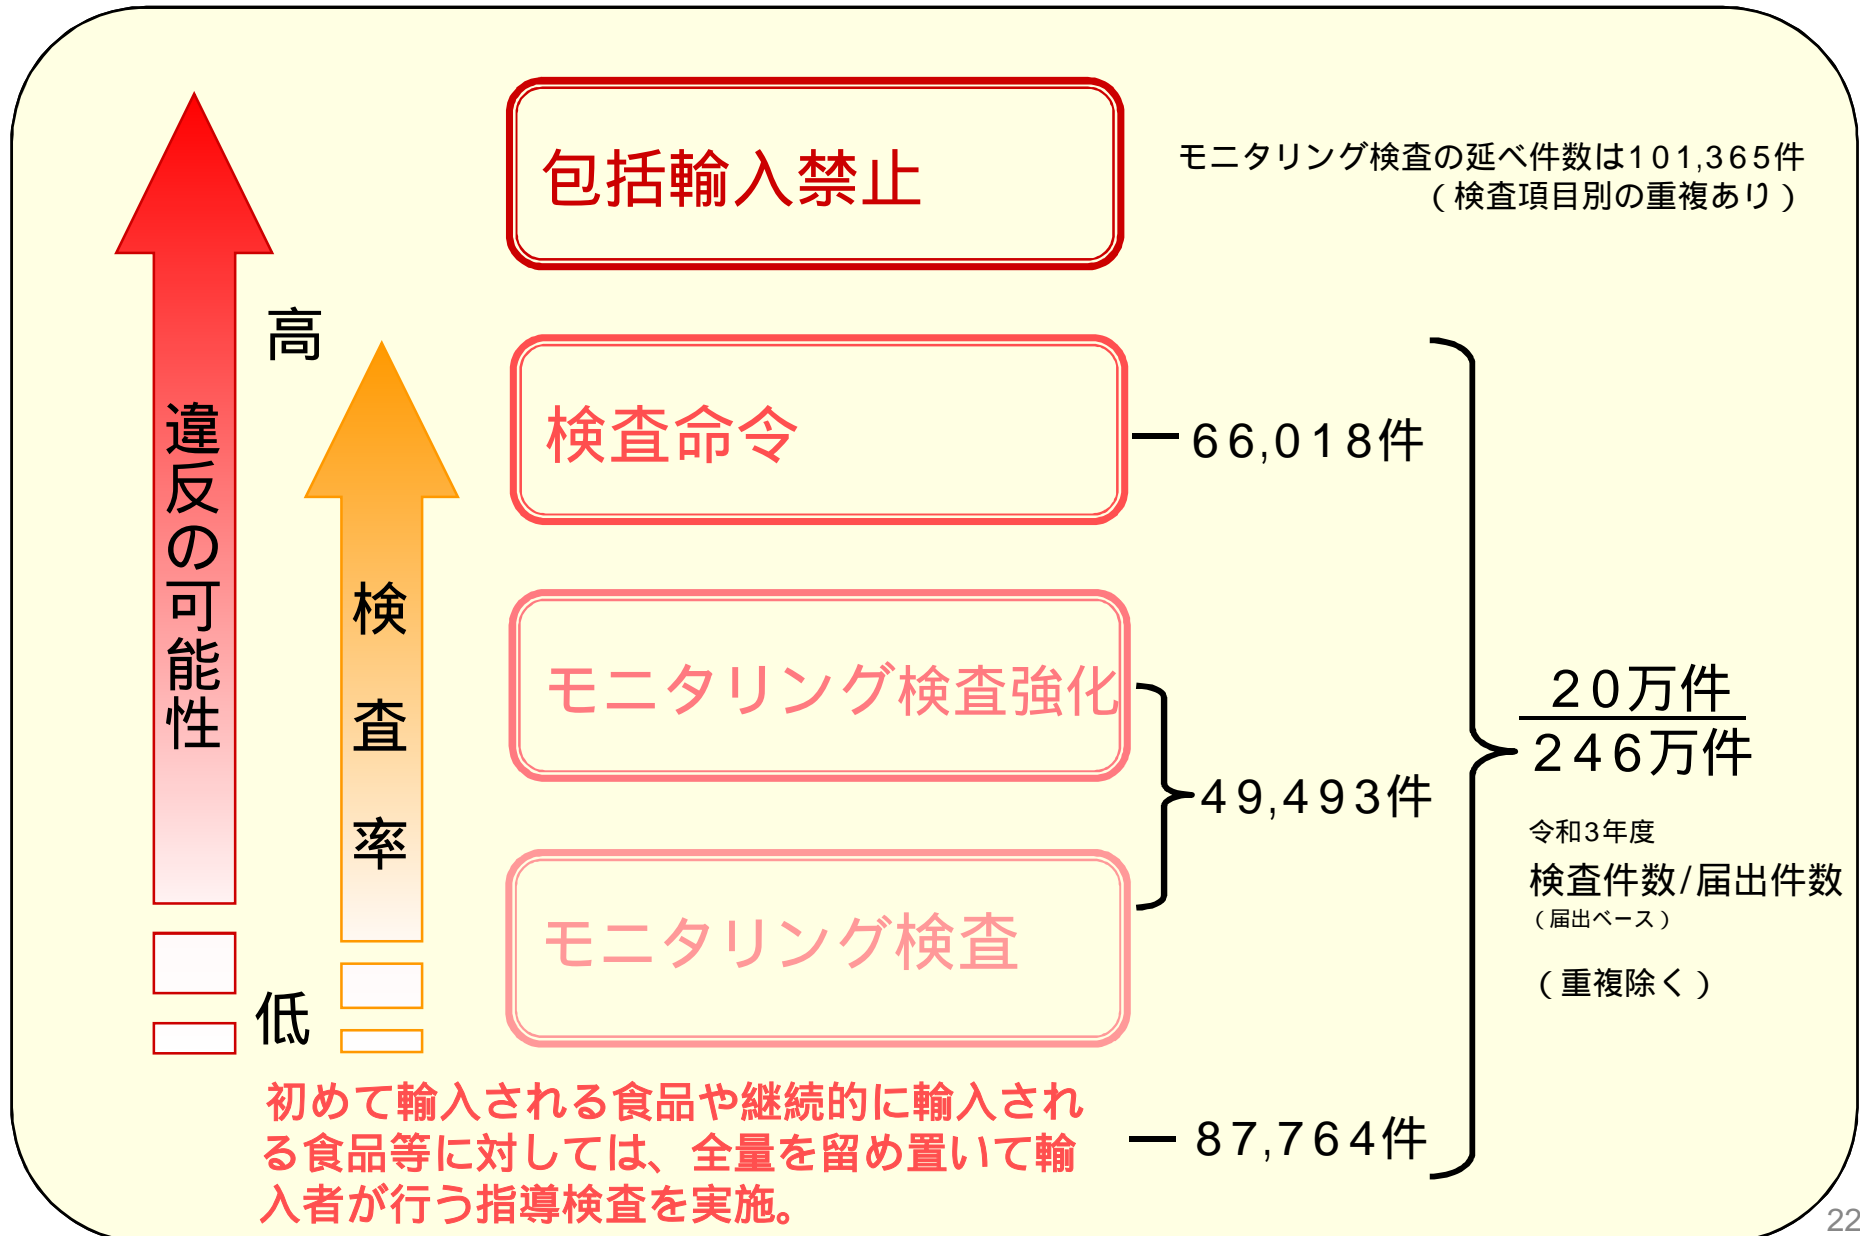 包括輸入禁止
モニタリング検査の延べ件数は101,365件
(検査項目別の重複あり)
高
違反の可能性
検査率
低
検査命令
66,018件
モニタリング検査強化
49,493件
モニタリング検査
20万件
246万件
令和3年度
検査件数/届出件数
(届出ベース)
(重複除く)
初めて輸入される食品や継続的に輸入され
る食品等に対しては、全量を留め置いて輸
入者が行う指導検査を実施。
87,764件
22